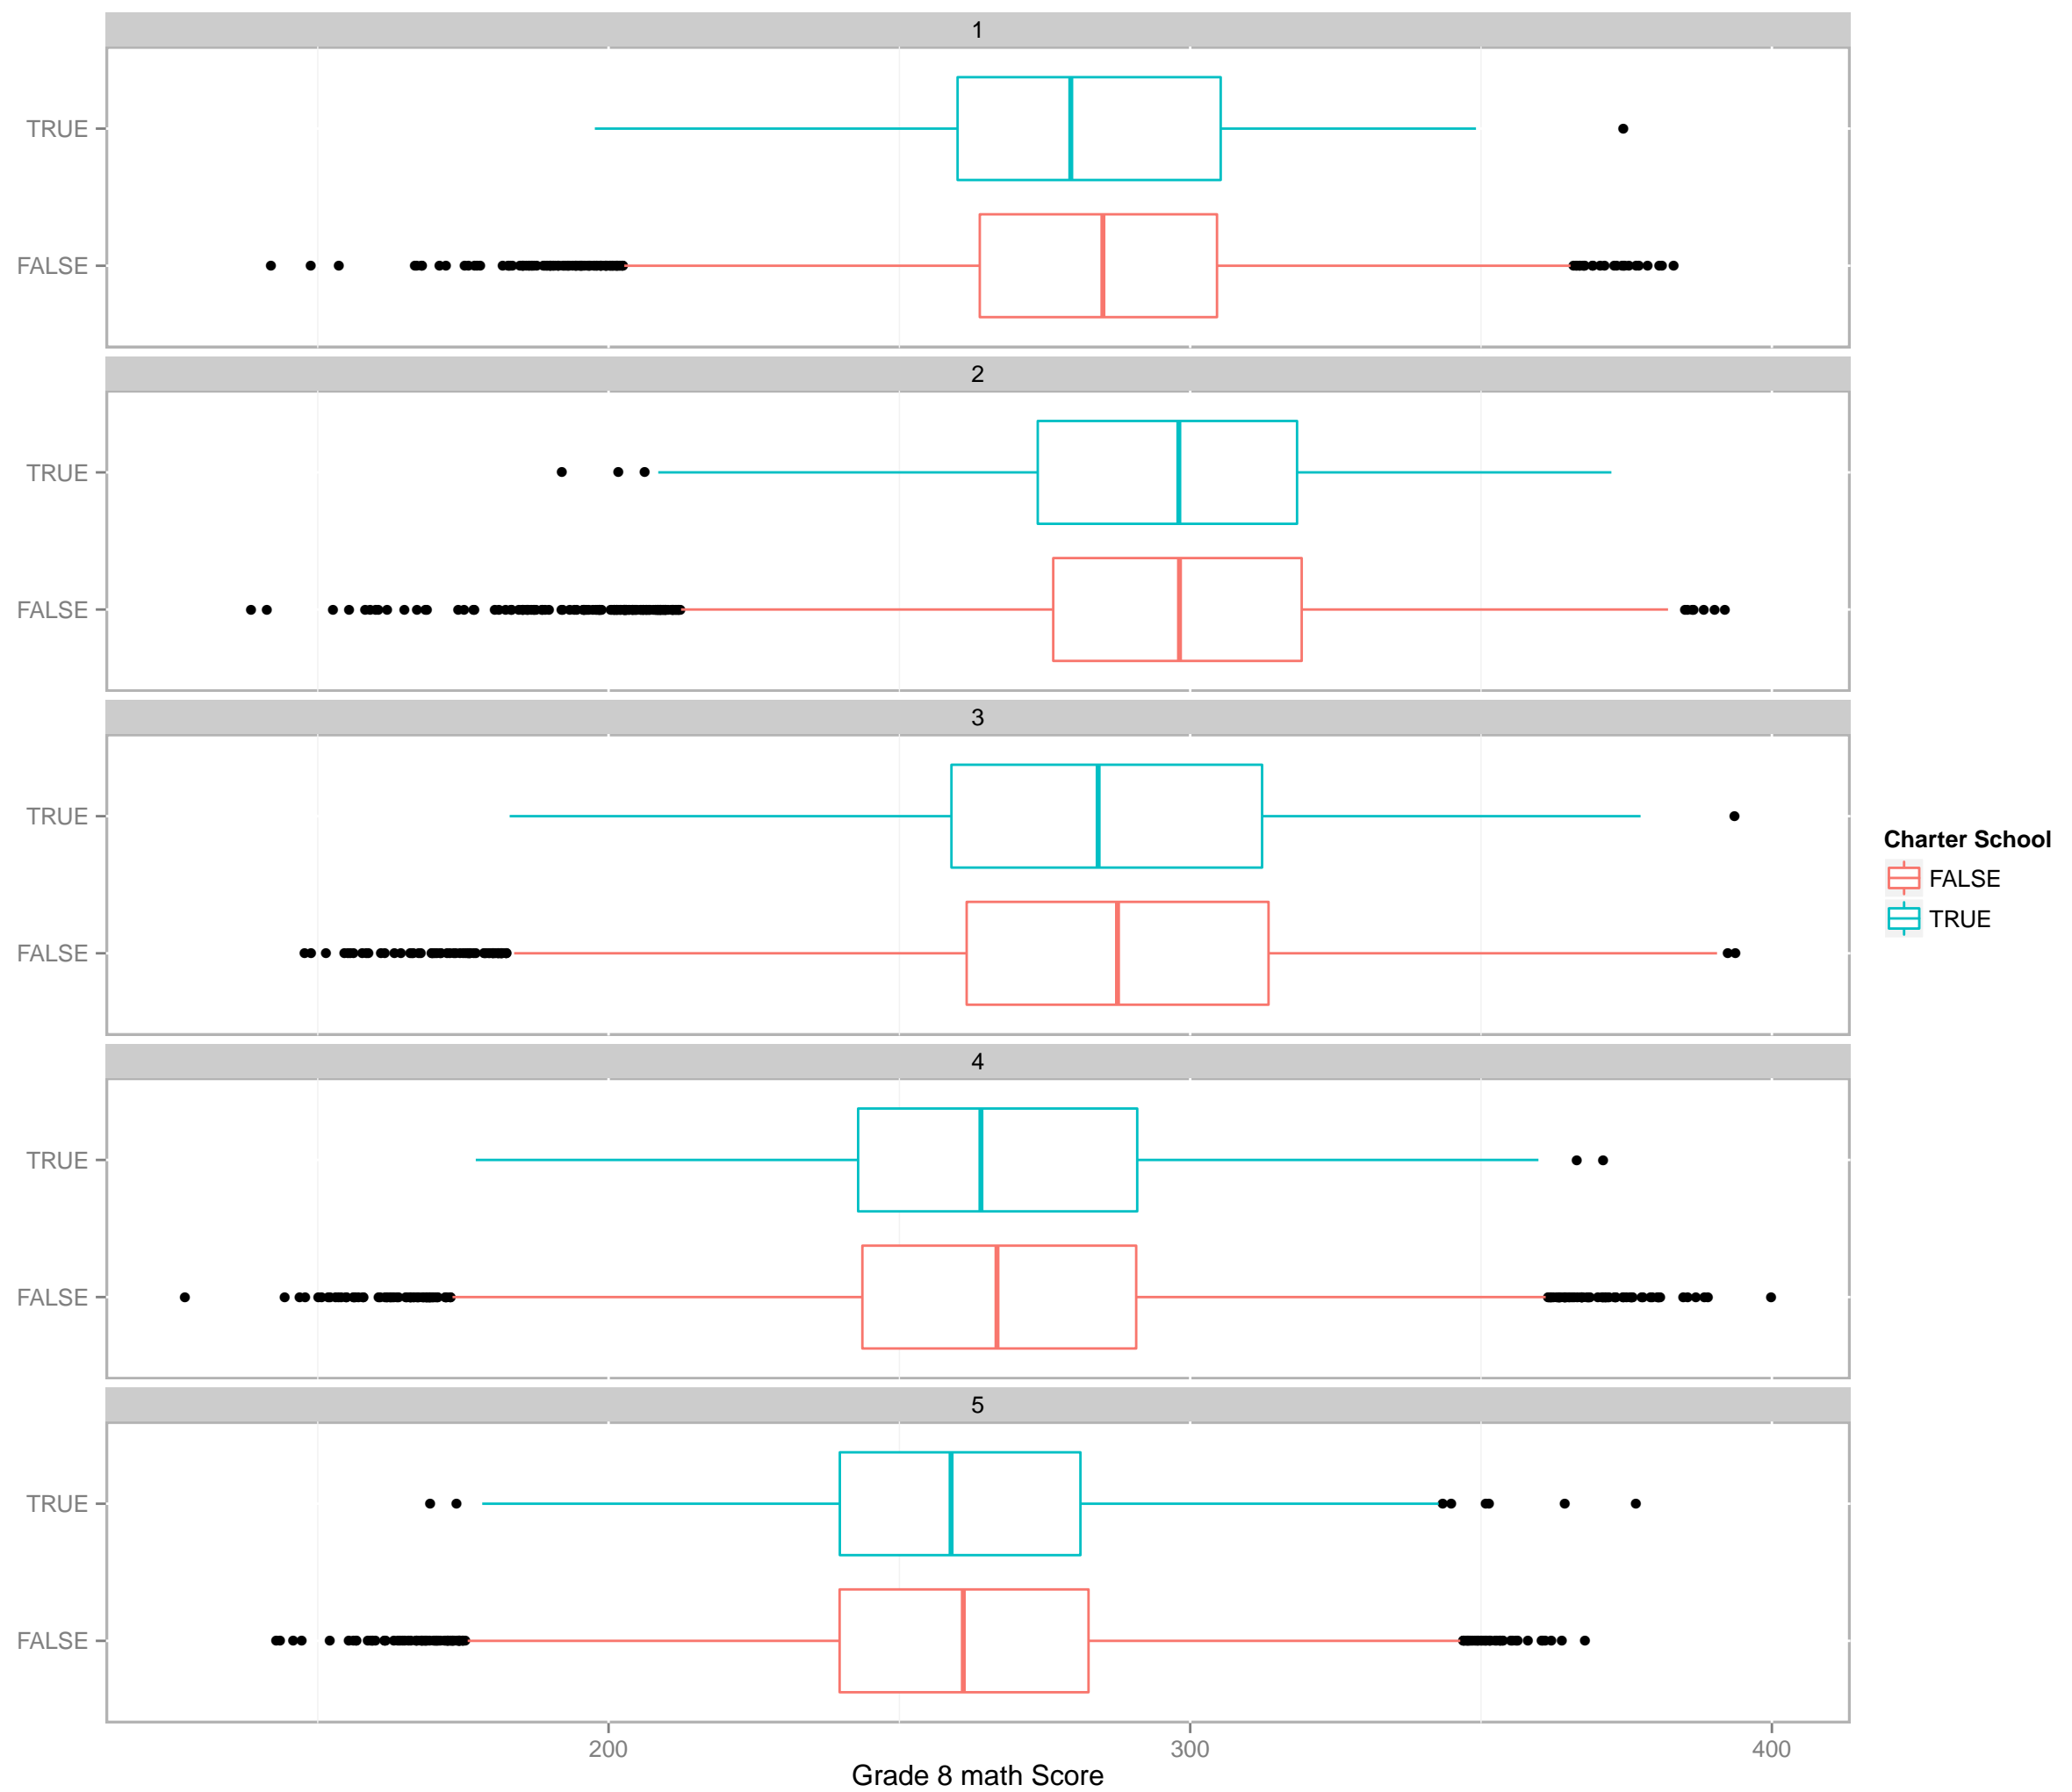 1
TRUE
FALSE
2
TRUE
FALSE
3
TRUE
FALSE
4
TRUE
FALSE
5
TRUE
FALSE
200 300 400
Grade 8 math Score
Charter School
FALSE
TRUE